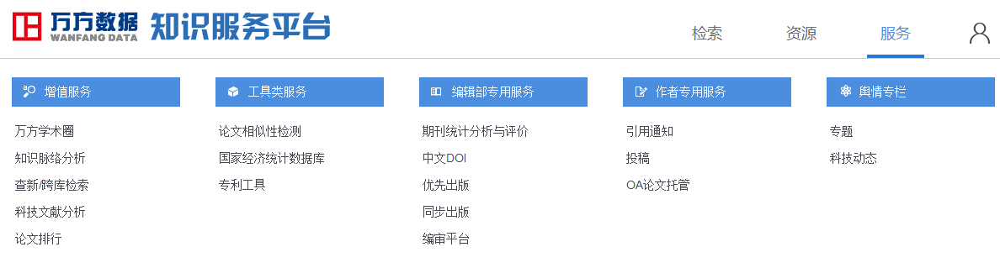 万方数据
WANFANG DATA
知识服务平台
检索
资源
服务
增值服务
万方学术圈
知识脉络分析
查新/跨库检索
科技文献分析
论文排行
工具类服务
论文相似性检测
国家经济统计数据库
专利工具
编辑部专用服务
期刊统计分析与评价
中文DOI
优先出版
同步出版
编审平台
作者专用服务
引用通知
投稿
OA论文托管
舆情专栏
专题
科技动态